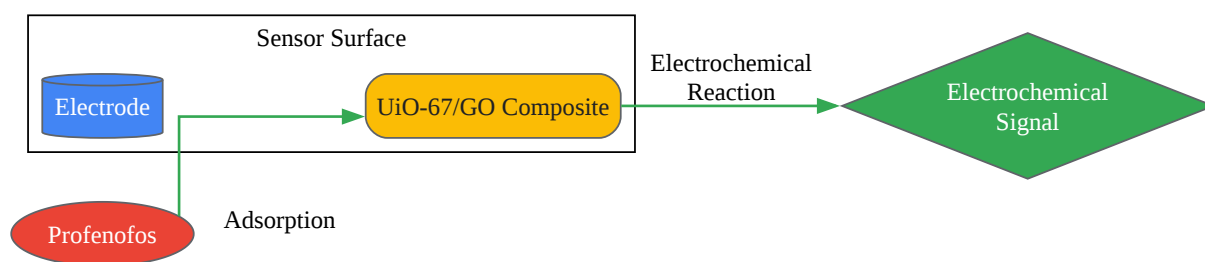 Sensor Surface
Electrode
UiO-67/GO Composite
Electrochemical
Reaction
Electrochemical
Signal
Profenofos
Adsorption